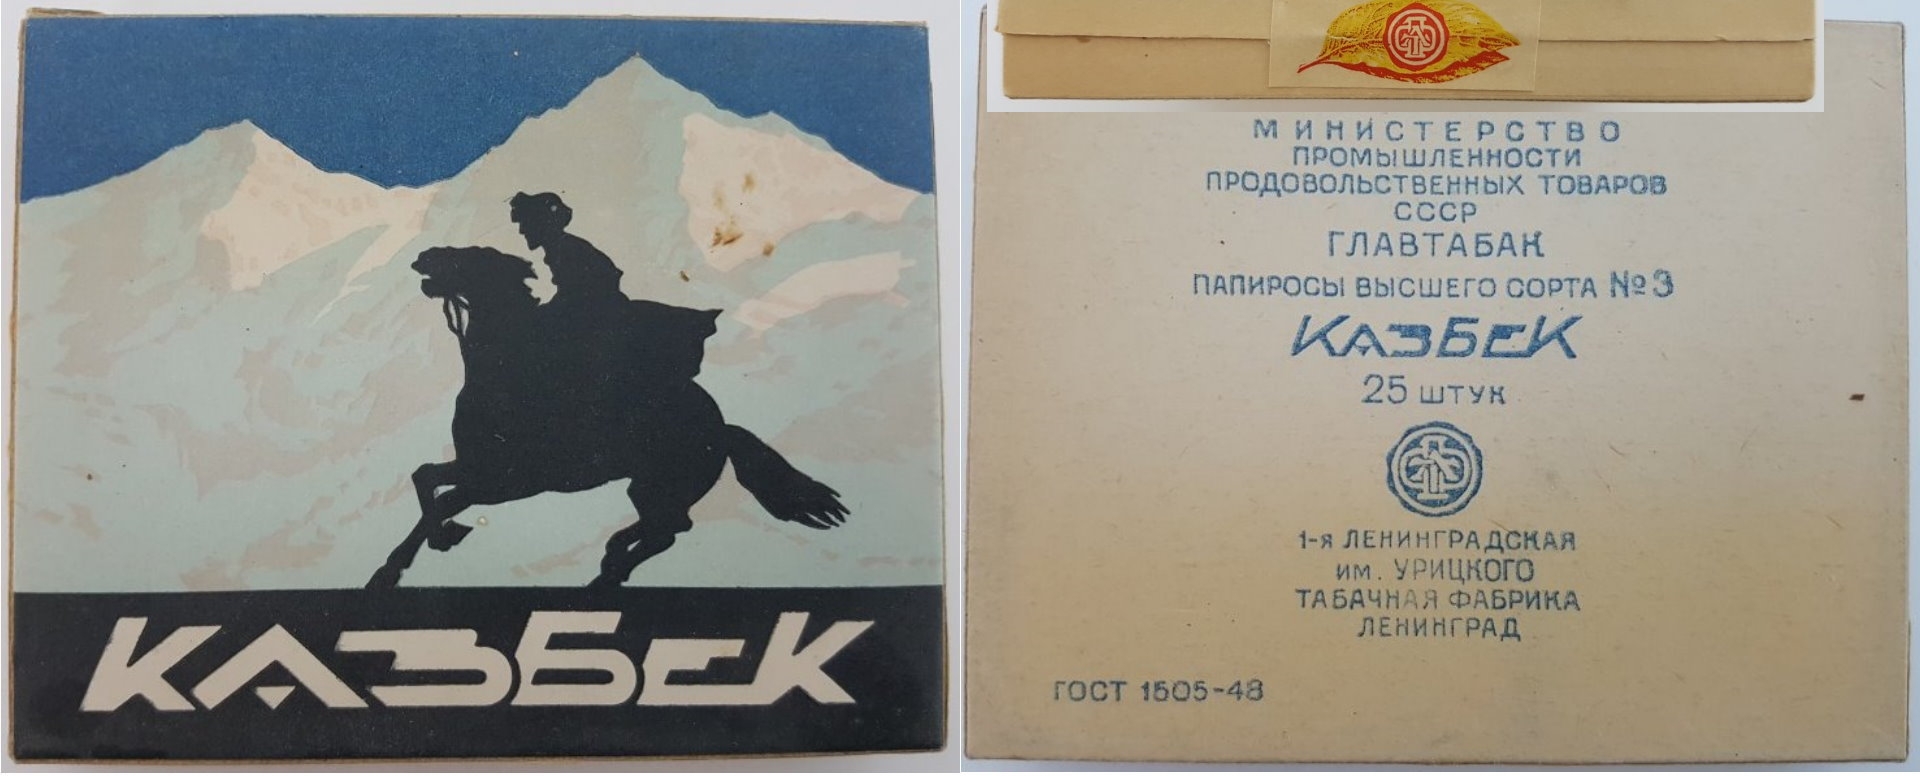 КАЗБЕК
МИНИСТЕРСТВО
ПРОМЫШЛЕННОСТИ
ПРОДОВОЛЬСТВЕННЫХ ТОВАРОВ
СССР
ГЛАВТАБАК
ПАПИРОСЫ ВЫСШЕГО СОРТА №3
КАЗБЕК
25 ШТУК
1-я ЛЕНИНГРАДСКАЯ
им. УРИЦКОГО
ТАБАЧНАЯ ФАБРИКА
ЛЕНИНГРАД
ГОСТ 1505-48